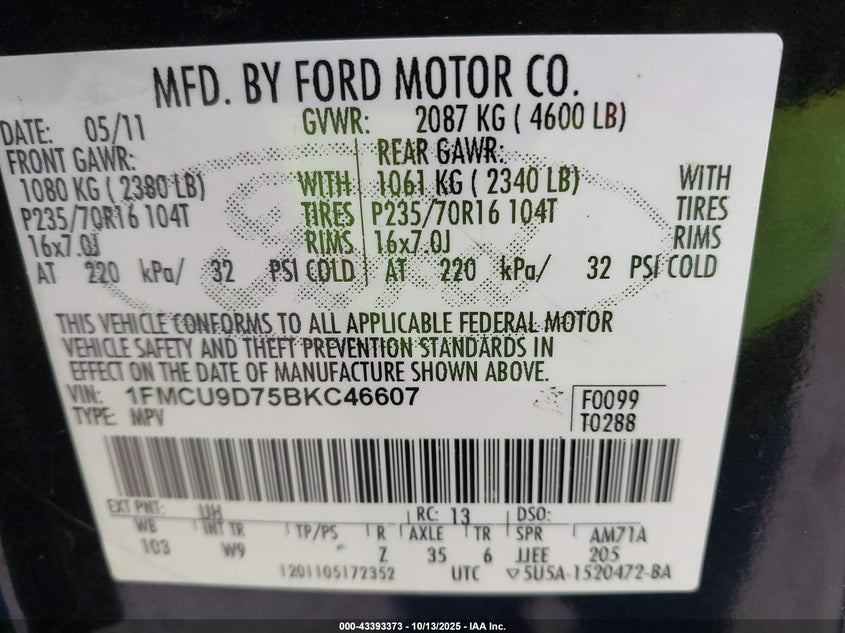 MFD. BY FORD MOTOR CO.
DATE: 05/11 GVWR: 2087 KG ( 4600 LB)
FRONT GAWR: REAR GAWR:
1080 KG ( 2380 LB) WITH 1061 KG ( 2340 LB) WITH
P235/70R16 104T TIRES P235/70R16 104T TIRES
16x7.0J RIMS 16x7.0J RIMS
AT 220 kPa/ 32 PSI COLD AT 220 kPa/ 32 PSI COLD
THIS VEHICLE CONFORMS TO ALL APPLICABLE FEDERAL MOTOR
VEHICLE SAFETY AND THEFT PREVENTION STANDARDS IN
EFFECT ON THE DATE OF MANUFACTURE SHOWN ABOVE.
VIN: 1FMCU9D75BKC46607 F0099
TYPE: MPV T0288
EXT PNT: UH RC: 13 DSO:
WB INT TR TP/PS R AXLE TR SPR AM71A
103 W9 Z 35 6 JJEE 205
1201105172352 UTC ▽5U5A-1520472-BA
000-43393373 | 10/13/2025 - IAA Inc.